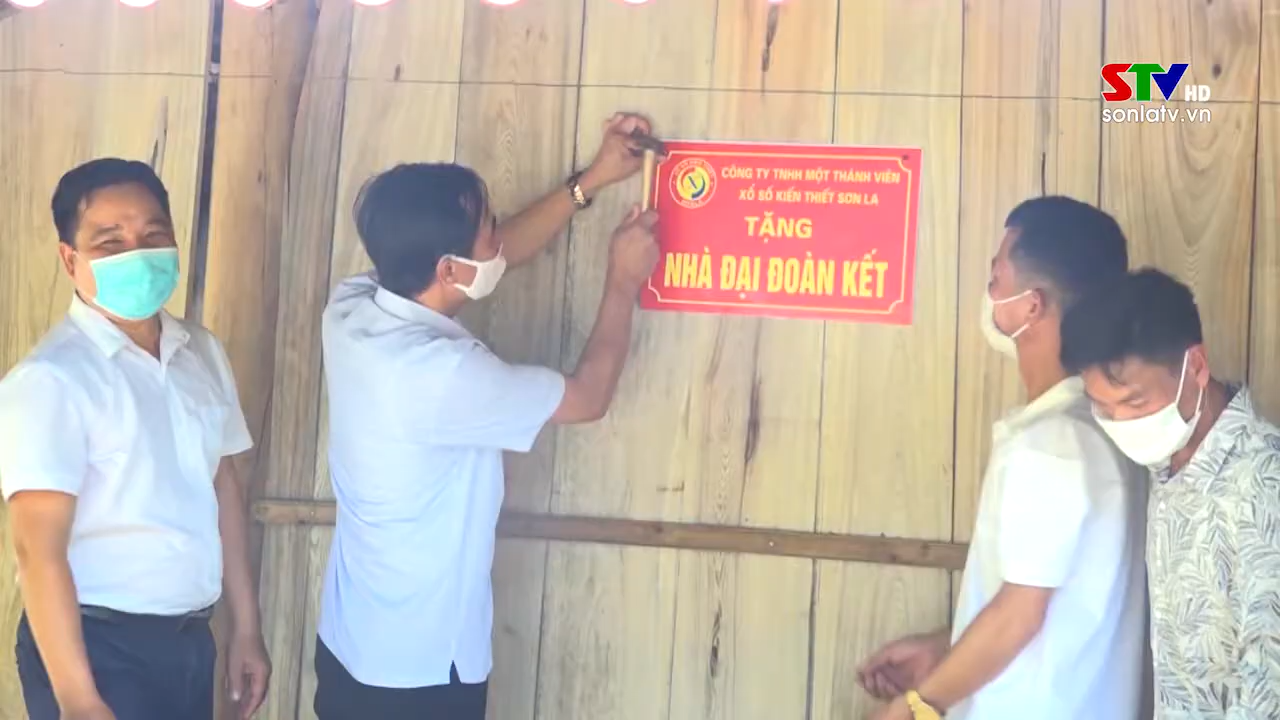 STV HD
sonlatv.vn
CÔNG TY TNHH MỘT THÀNH VIÊN
XỔ SỐ KIẾN THIẾT SƠN LA
TẶNG
NHÀ ĐẠI ĐOÀN KẾT